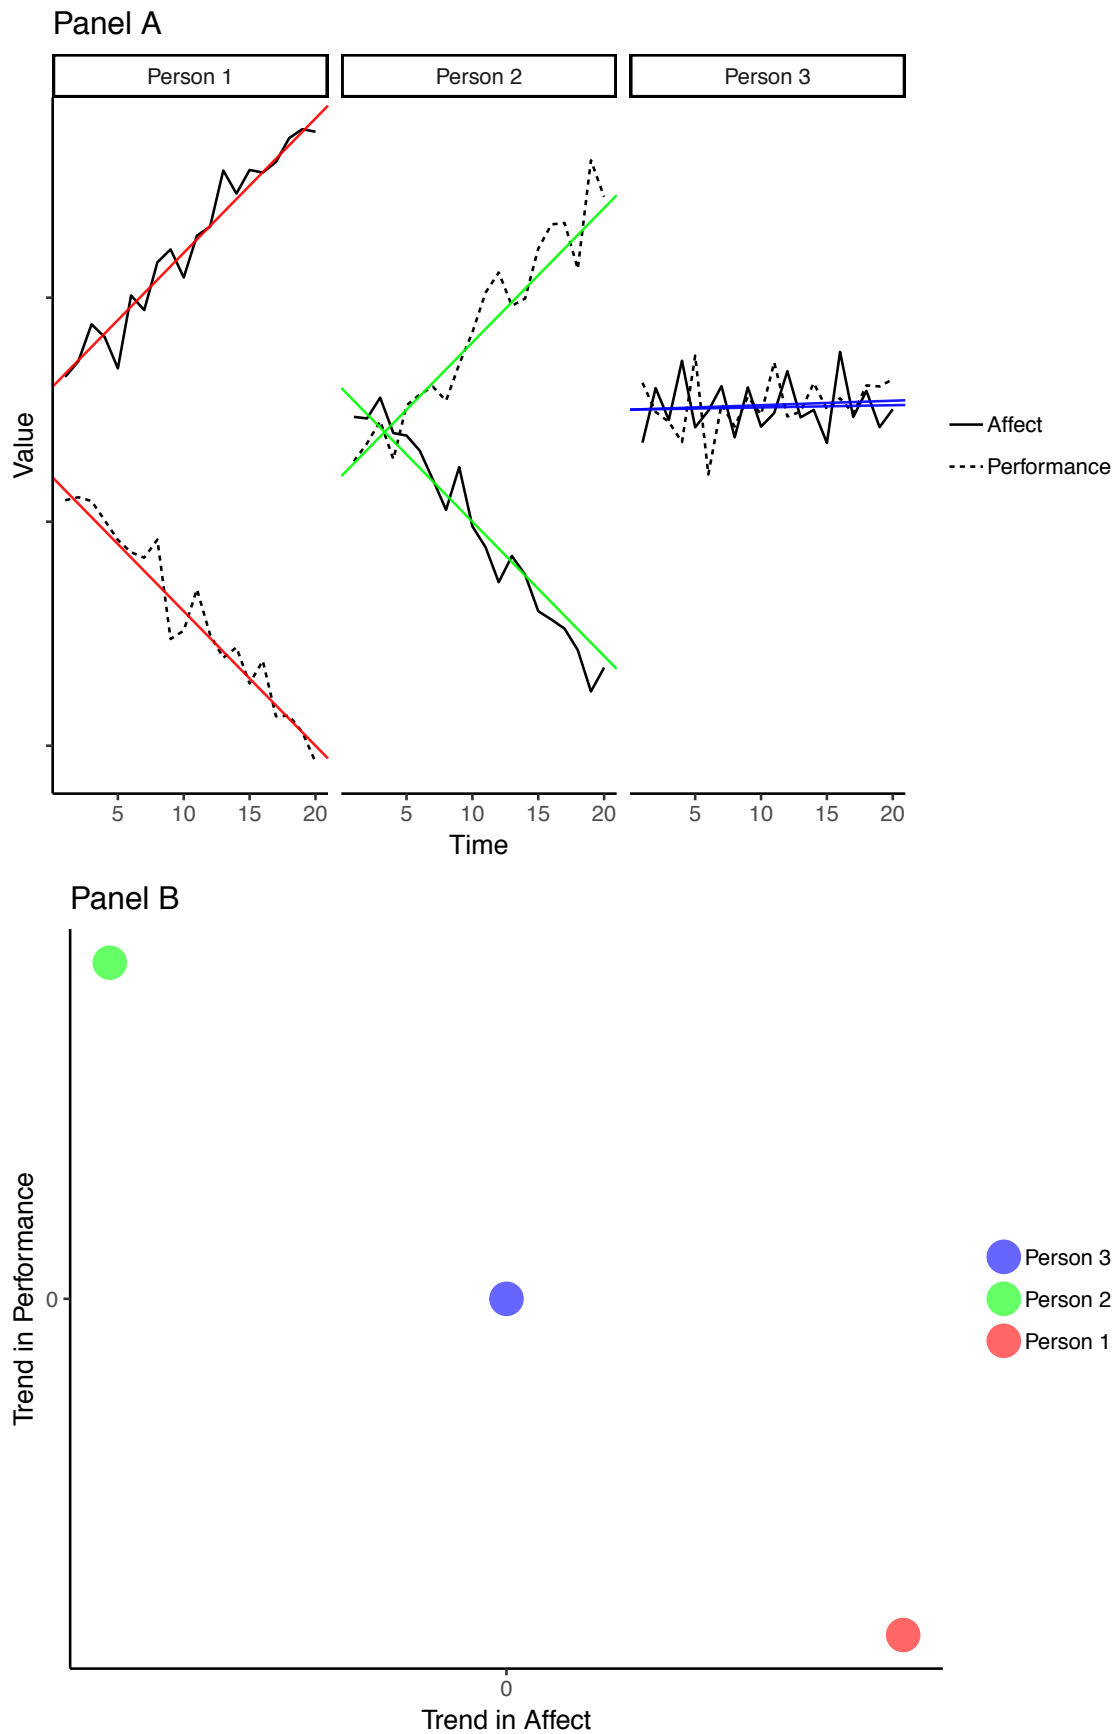 Panel A
Person 1
Person 2
Person 3
Value
Affect
Performance
5 10 15 20 5 10 15 20 5 10 15 20
Time
Panel B
Trend in Performance
0
Person 3
Person 2
Person 1
0
Trend in Affect